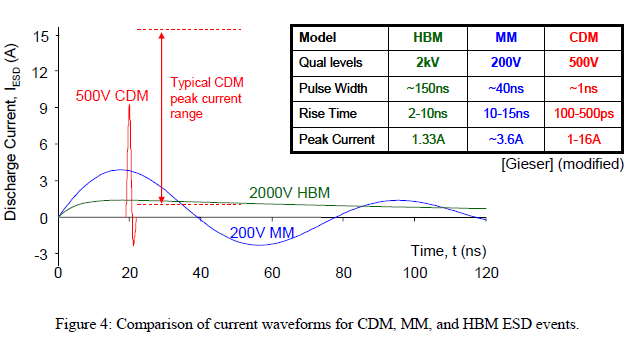 15
12
9
6
3
0
-3
Discharge Current, I_ESD (A)
500V CDM
Typical CDM
peak current
range
2000V HBM
200V MM
Time, t (ns)
0 20 40 60 80 100 120
Model HBM MM CDM
Qual levels 2kV 200V 500V
Pulse Width ~150ns ~40ns ~1ns
Rise Time 2-10ns 10-15ns 100-500ps
Peak Current 1.33A ~3.6A 1-16A
[Gieser] (modified)
Figure 4: Comparison of current waveforms for CDM, MM, and HBM ESD events.